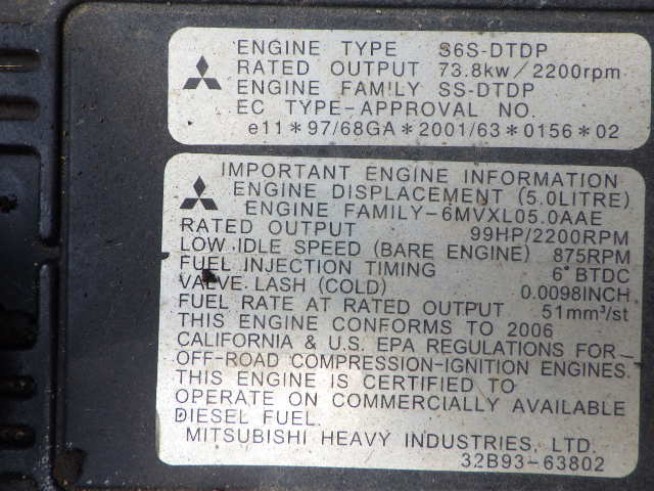 ENGINE TYPE S6S-DTDP
RATED OUTPUT 73.8kw/2200rpm
ENGINE FAMILY SS-DTDP
EC TYPE-APPROVAL NO.
e11*97/68GA*2001/63*0156*02
IMPORTANT ENGINE INFORMATION
ENGINE DISPLACEMENT (5.0LITRE)
ENGINE FAMILY-6MVXL05.0AAE
RATED OUTPUT 99HP/2200RPM
LOW IDLE SPEED (BARE ENGINE) 875RPM
FUEL INJECTION TIMING 6° BTDC
VALVE LASH (COLD) 0.0098INCH
FUEL RATE AT RATED OUTPUT 51mm³/st
THIS ENGINE CONFORMS TO 2006
CALIFORNIA & U.S. EPA REGULATIONS FOR
OFF-ROAD COMPRESSION-IGNITION ENGINES.
THIS ENGINE IS CERTIFIED TO
OPERATE ON COMMERCIALLY AVAILABLE
DIESEL FUEL.
MITSUBISHI HEAVY INDUSTRIES, LTD.
32B93-63802